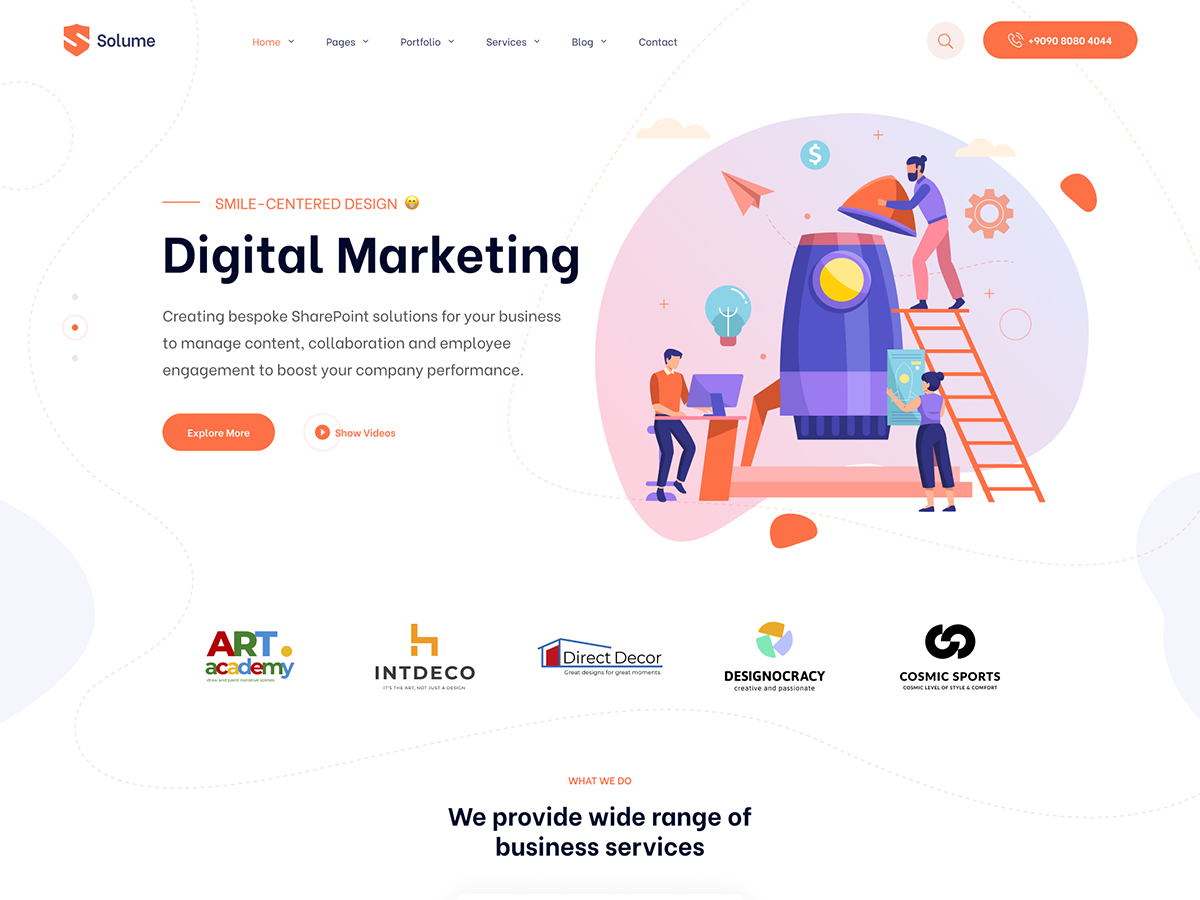 Solume
Home
Pages
Portfolio
Services
Blog
Contact
+9090 8080 4044
SMILE-CENTERED DESIGN 😁
Digital Marketing
Creating bespoke SharePoint solutions for your business
to manage content, collaboration and employee
engagement to boost your company performance.
Explore More
Show Videos
$
ART.
academy
draw and paint narrative scenes
INTDECO
IT'S THE ART, NOT JUST A DESIGN
Direct Decor
Great designs for great moments
DESIGNOCRACY
creative and passionate
COSMIC SPORTS
COSMIC LEVEL OF STYLE & COMFORT
WHAT WE DO
We provide wide range of
business services